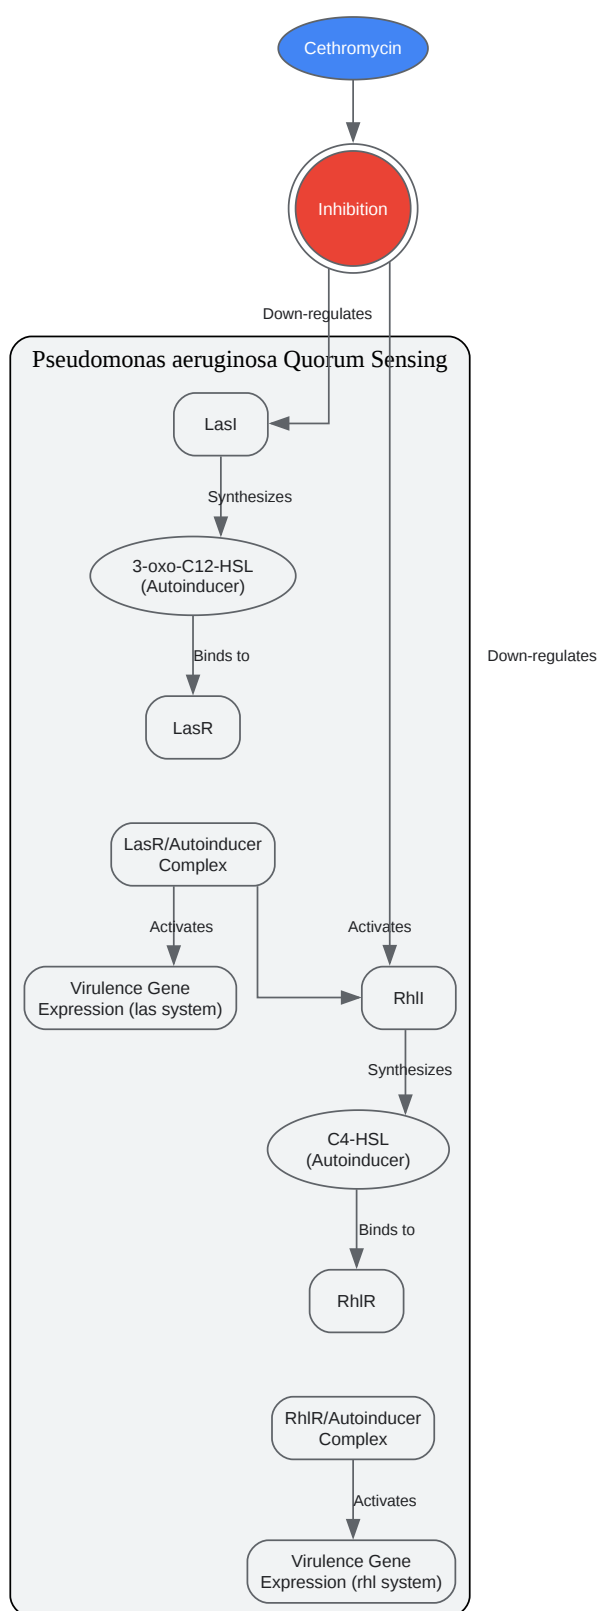 Cethromycin
Inhibition
Down-regulates
Pseudomonas aeruginosa Quorum Sensing
LasI
Synthesizes
3-oxo-C12-HSL
(Autoinducer)
Binds to
Down-regulates
LasR
LasR/Autoinducer
Complex
Activates
Activates
Virulence Gene
Expression (las system)
RhlI
Synthesizes
C4-HSL
(Autoinducer)
Binds to
RhlR
RhlR/Autoinducer
Complex
Activates
Virulence Gene
Expression (rhl system)